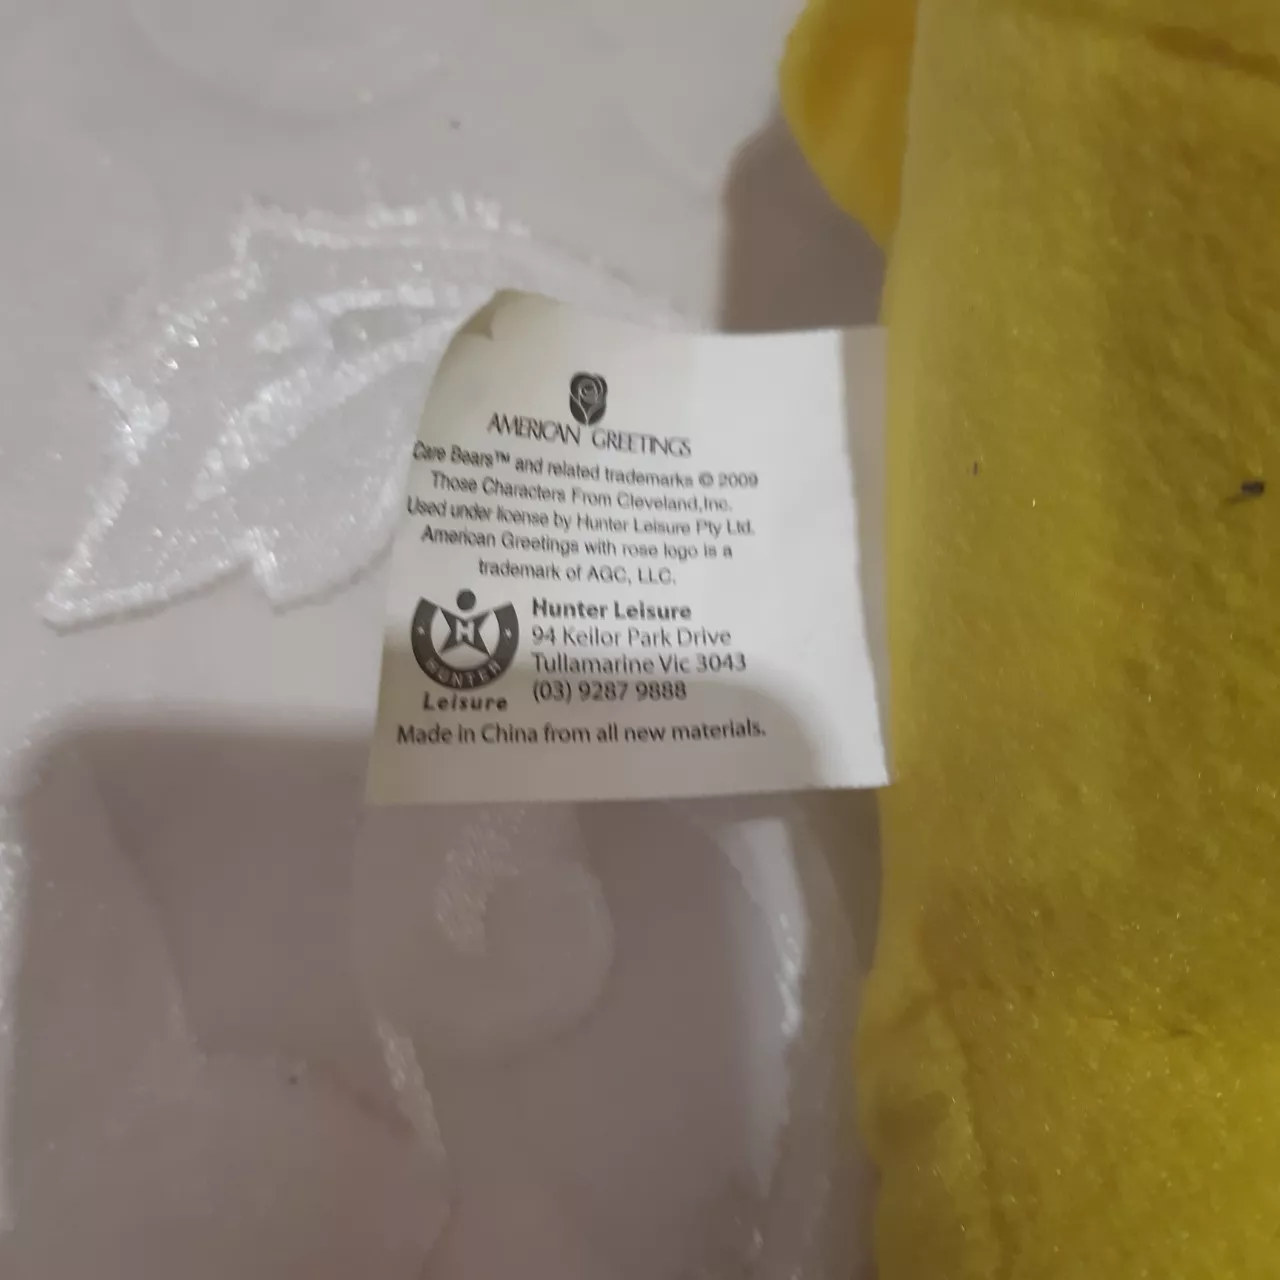 AMERICAN GREETINGS
Care Bears™ and related trademarks © 2009
Those Characters From Cleveland,Inc.
Used under license by Hunter Leisure Pty Ltd.
American Greetings with rose logo is a
trademark of AGC, LLC.
H
HUNTER
Leisure
Hunter Leisure
94 Keilor Park Drive
Tullamarine Vic 3043
(03) 9287 9888
Made in China from all new materials.